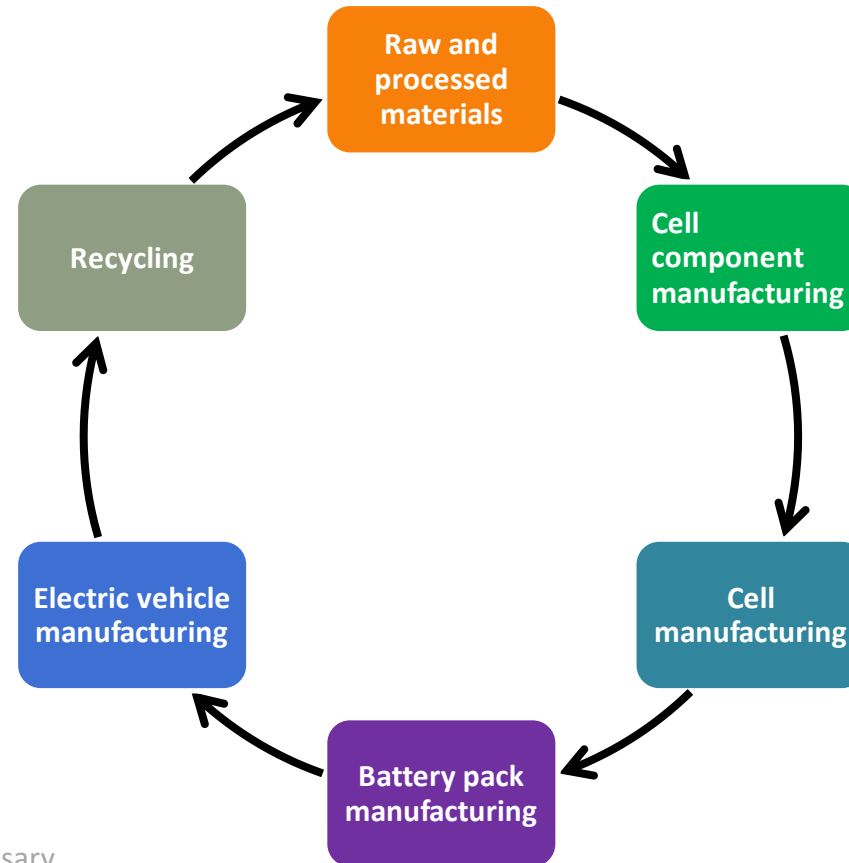 Raw and
processed
materials
Cell
component
manufacturing
Cell
manufacturing
Battery pack
manufacturing
Electric vehicle
manufacturing
Recycling